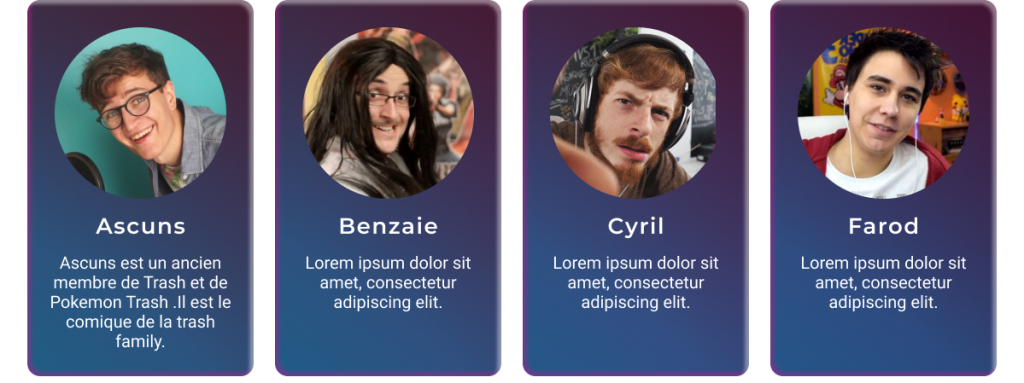 Ascuns
Ascuns est un ancien
membre de Trash et de
Pokemon Trash .Il est le
comique de la trash
family.
Benzaie
Lorem ipsum dolor sit
amet, consectetur
adipiscing elit.
Cyril
Lorem ipsum dolor sit
amet, consectetur
adipiscing elit.
Farod
Lorem ipsum dolor sit
amet, consectetur
adipiscing elit.